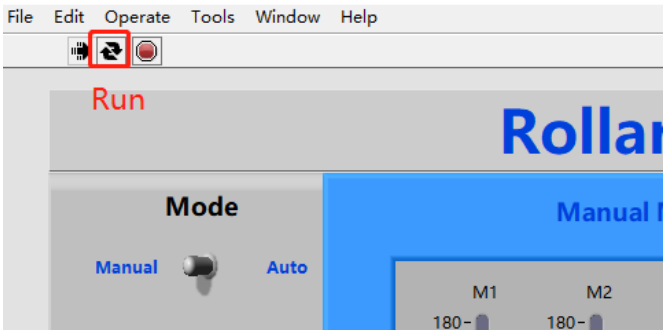 File Edit Operate Tools Window Help
Run
Rollar
Mode
Manual
Manual Auto
M1 M2
180- 180-